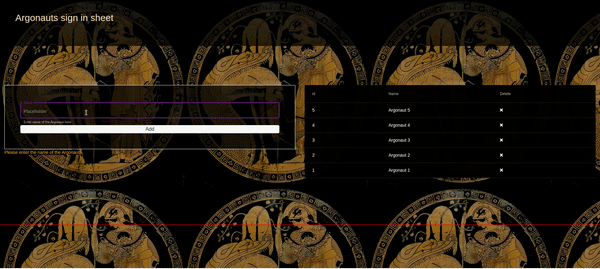 Argonauts sign in sheet
Placeholder
Add
Please enter the name of the Argonaut
id Name Delete
5 Argonaut 5 ×
4 Argonaut 4 ×
3 Argonaut 3 ×
2 Argonaut 2 ×
1 Argonaut 1 ×